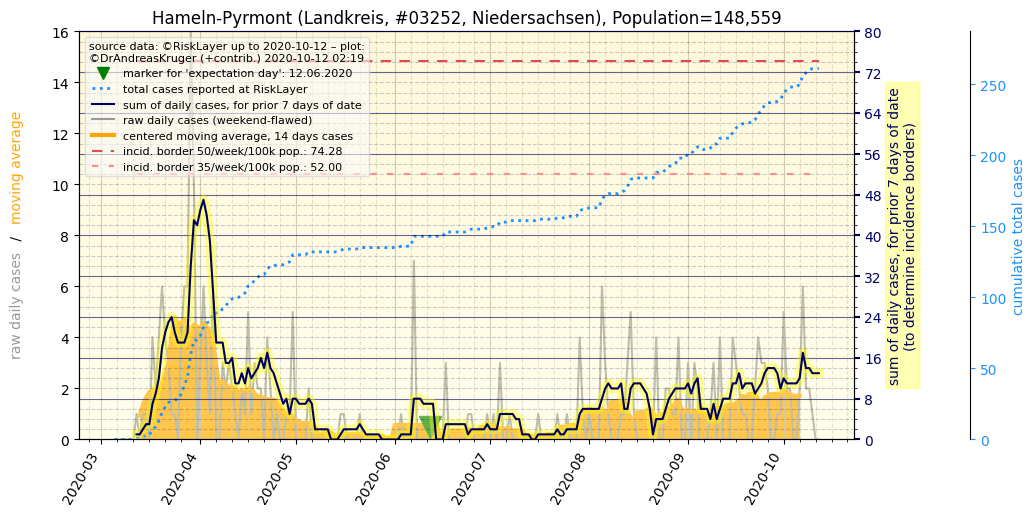 Hameln-Pyrmont (Landkreis, #03252, Niedersachsen), Population=148,559
source data: ©RiskLayer up to 2020-10-12 – plot:
©DrAndreasKruger (+contrib.) 2020-10-12 02:19
marker for 'expectation day': 12.06.2020
total cases reported at RiskLayer
sum of daily cases, for prior 7 days of date
raw daily cases (weekend-flawed)
centered moving average, 14 days cases
incid. border 50/week/100k pop.: 74.28
incid. border 35/week/100k pop.: 52.00
raw daily cases / moving average
16
14
12
10
8
6
4
2
0
80
72
64
56
48
40
32
24
16
8
0
sum of daily cases, for prior 7 days of date
(to determine incidence borders)
250
200
150
100
50
0
cumulative total cases
2020-03
2020-04
2020-05
2020-06
2020-07
2020-08
2020-09
2020-10